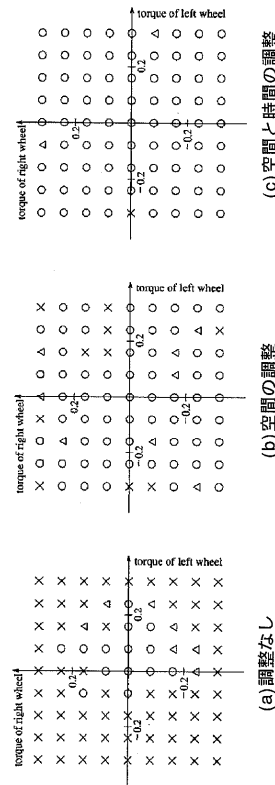 torque of right wheel
0.2
torque of left wheel
-0.2
0.2
-0.2
(a)調整なし
torque of right wheel
0.2
torque of left wheel
-0.2
0.2
-0.2
(b)空間の調整
torque of right wheel
0.2
torque of left wheel
-0.2
0.2
-0.2
(c)空間と時間の調整